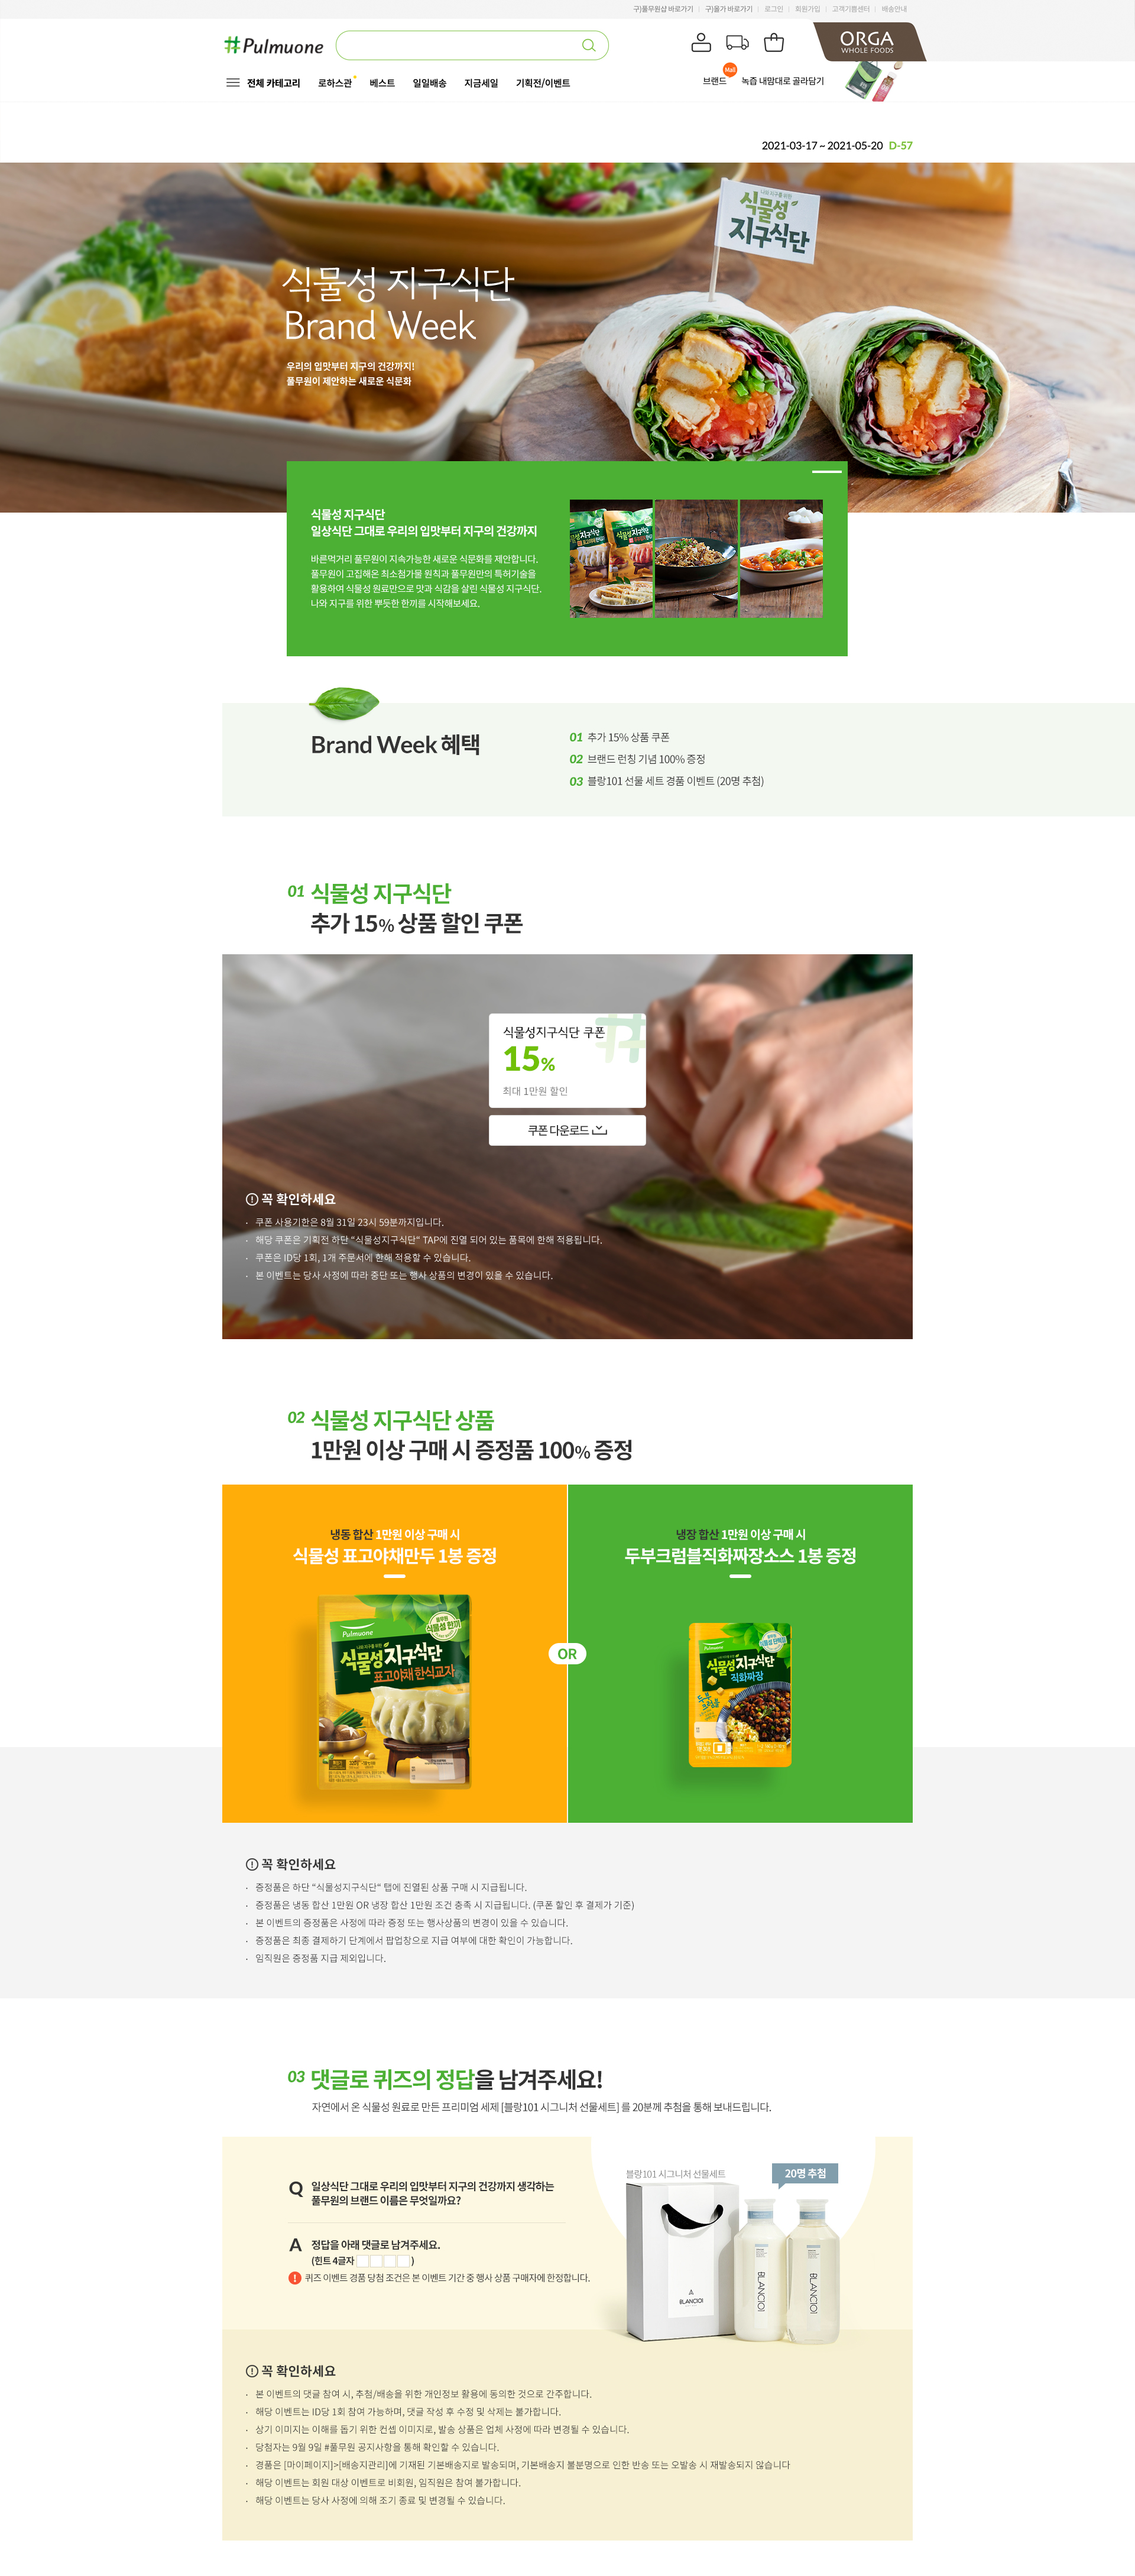 구)풀무원샵 바로가기 구)올가 바로가기 로그인 회원가입 고객기쁨센터 배송안내
#Pulmuone
ORGA
WHOLE FOODS
전체 카테고리 로하스관 베스트 일일배송 지금세일 기획전/이벤트
브랜드 Mall 녹즙 내맘대로 골라담기
2021-03-17 ~ 2021-05-20 D-57
나와 지구를 위한
식물성
지구식단
식물성 지구식단
Brand Week
우리의 입맛부터 지구의 건강까지!
풀무원이 제안하는 새로운 식문화
식물성 지구식단
일상식단 그대로 우리의 입맛부터 지구의 건강까지
바른먹거리 풀무원이 지속가능한 새로운 식문화를 제안합니다.
풀무원이 고집해온 최소첨가물 원칙과 풀무원만의 특허기술을
활용하여 식물성 원료만으로 맛과 식감을 살린 식물성 지구식단.
나와 지구를 위한 뿌듯한 한끼를 시작해보세요.
Brand Week 혜택
01 추가 15% 상품 쿠폰
02 브랜드 런칭 기념 100% 증정
03 블랑101 선물 세트 경품 이벤트 (20명 추첨)
01 식물성 지구식단
추가 15% 상품 할인 쿠폰
식물성지구식단 쿠폰
15%
최대 1만원 할인
쿠폰 다운로드
꼭 확인하세요
· 쿠폰 사용기한은 8월 31일 23시 59분까지입니다.
· 해당 쿠폰은 기획전 하단 "식물성지구식단" TAP에 진열 되어 있는 품목에 한해 적용됩니다.
· 쿠폰은 ID당 1회, 1개 주문서에 한해 적용할 수 있습니다.
· 본 이벤트는 당사 사정에 따라 중단 또는 행사 상품의 변경이 있을 수 있습니다.
02 식물성 지구식단 상품
1만원 이상 구매 시 증정품 100% 증정
냉동 합산 1만원 이상 구매 시
식물성 표고야채만두 1봉 증정
Pulmuone
식물성 지구식단
표고야채 한식교자
OR
냉장 합산 1만원 이상 구매 시
두부크럼블직화짜장소스 1봉 증정
Pulmuone
식물성 지구식단
직화짜장
꼭 확인하세요
· 증정품은 하단 "식물성지구식단" 탭에 진열된 상품 구매 시 지급됩니다.
· 증정품은 냉동 합산 1만원 OR 냉장 합산 1만원 조건 충족 시 지급됩니다. (쿠폰 할인 후 결제가 기준)
· 본 이벤트의 증정품은 사정에 따라 증정 또는 행사상품의 변경이 있을 수 있습니다.
· 증정품은 최종 결제하기 단계에서 팝업창으로 지급 여부에 대한 확인이 가능합니다.
· 임직원은 증정품 지급 제외입니다.
03 댓글로 퀴즈의 정답을 남겨주세요!
자연에서 온 식물성 원료로 만든 프리미엄 세제 [블랑101 시그니처 선물세트] 를 20분께 추첨을 통해 보내드립니다.
Q 일상식단 그대로 우리의 입맛부터 지구의 건강까지 생각하는
풀무원의 브랜드 이름은 무엇일까요?
A 정답을 아래 댓글로 남겨주세요.
(힌트 4글자 )
퀴즈 이벤트 경품 당첨 조건은 본 이벤트 기간 중 행사 상품 구매자에 한정합니다.
블랑101 시그니처 선물세트
20명 추첨
BLANC101
BLANC101
BLANC101
꼭 확인하세요
· 본 이벤트의 댓글 참여 시, 추첨/배송을 위한 개인정보 활용에 동의한 것으로 간주합니다.
· 해당 이벤트는 ID당 1회 참여 가능하며, 댓글 작성 후 수정 및 삭제는 불가합니다.
· 상기 이미지는 이해를 돕기 위한 컨셉 이미지로, 발송 상품은 업체 사정에 따라 변경될 수 있습니다.
· 당첨자는 9월 9일 #풀무원 공지사항을 통해 확인할 수 있습니다.
· 경품은 [마이페이지]>[배송지관리]에 기재된 기본배송지로 발송되며, 기본배송지 불분명으로 인한 반송 또는 오발송 시 재발송되지 않습니다
· 해당 이벤트는 회원 대상 이벤트로 비회원, 임직원은 참여 불가합니다.
· 해당 이벤트는 당사 사정에 의해 조기 종료 및 변경될 수 있습니다.